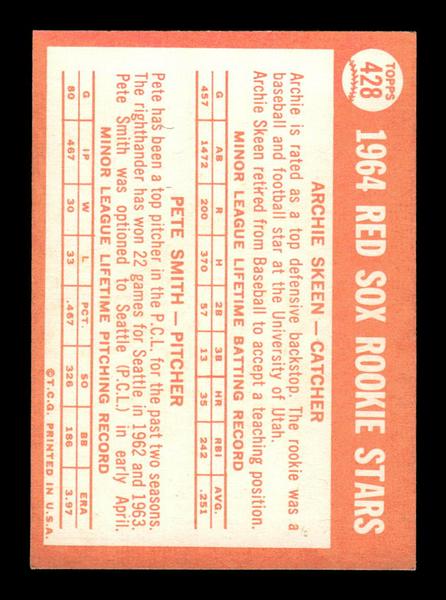 TOPPS
428
1964 RED SOX ROOKIE STARS
ARCHIE SKEEN — CATCHER
Archie is rated as a top defensive backstop. The rookie was a
baseball and football star at the University of Utah.
Archie Skeen retired from Baseball to accept a teaching position.
MINOR LEAGUE LIFETIME BATTING RECORD
G AB R H 2B 3B HR RBI AVG.
457 1472 200 370 57 13 35 242 .251
PETE SMITH — PITCHER
Pete has been a top pitcher in the P.C.L. for the past two seasons.
The righthander has won 22 games for Seattle in 1962 and 1963.
Pete Smith was optioned to Seattle (P.C.L.) in early April.
MINOR LEAGUE LIFETIME PITCHING RECORD
G IP W L PCT. SO BB ERA
80 467 30 33 .467 326 186 3.97
©T.C.G. PRINTED IN U.S.A.